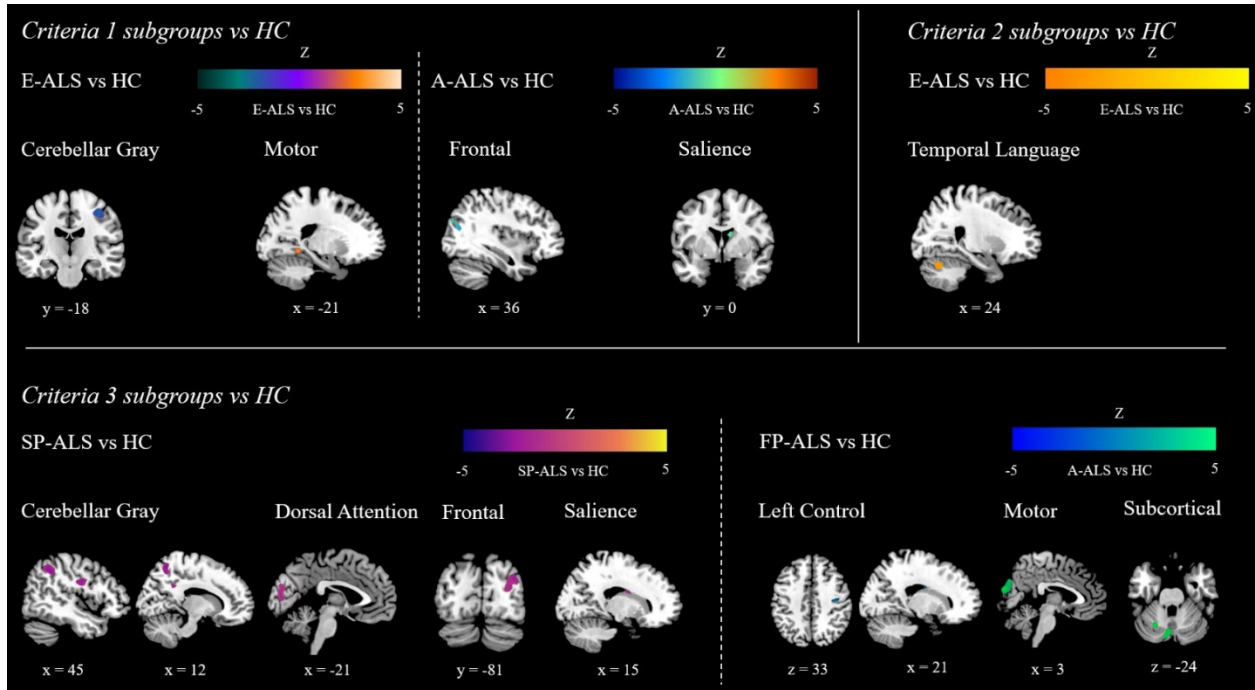 Criteria 1 subgroups vs HC
Z
E-ALS vs HC
-5
E-ALS vs HC
5
Cerebellar Gray
Motor
y = -18
x = -21
Z
A-ALS vs HC
-5
A-ALS vs HC
5
Frontal
Salience
x = 36
y = 0
Criteria 2 subgroups vs HC
Z
E-ALS vs HC
-5
E-ALS vs HC
5
Temporal Language
x = 24
Criteria 3 subgroups vs HC
Z
SP-ALS vs HC
-5
SP-ALS vs HC
5
Cerebellar Gray
Dorsal Attention
Frontal
Salience
x = 45
x = 12
x = -21
y = -81
x = 15
Z
FP-ALS vs HC
-5
A-ALS vs HC
5
Left Control
Motor
Subcortical
z = 33
x = 21
x = 3
z = -24